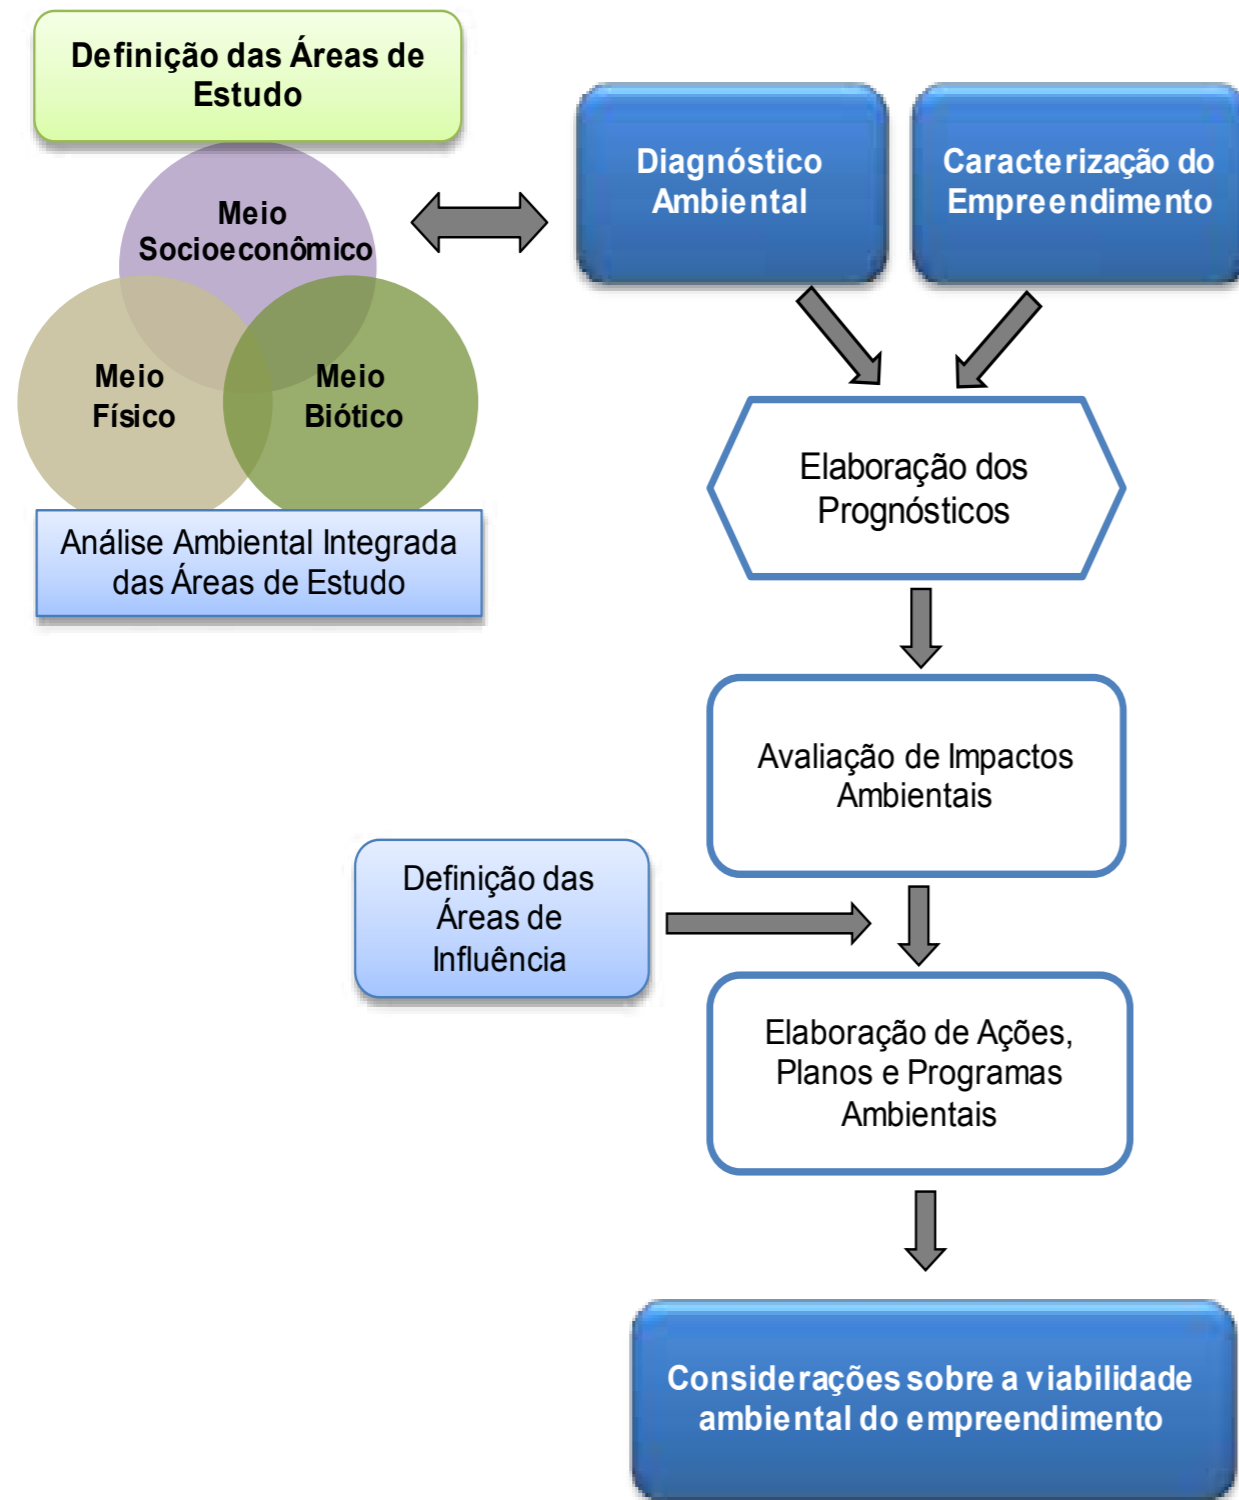 Definição das Áreas de
Estudo
Meio
Socioeconômico
Meio
Físico
Meio
Biótico
Análise Ambiental Integrada
das Áreas de Estudo
Diagnóstico
Ambiental
Caracterização do
Empreendimento
Elaboração dos
Prognósticos
Avaliação de Impactos
Ambientais
Definição das
Áreas de
Influência
Elaboração de Ações,
Planos e Programas
Ambientais
Considerações sobre a viabilidade
ambiental do empreendimento